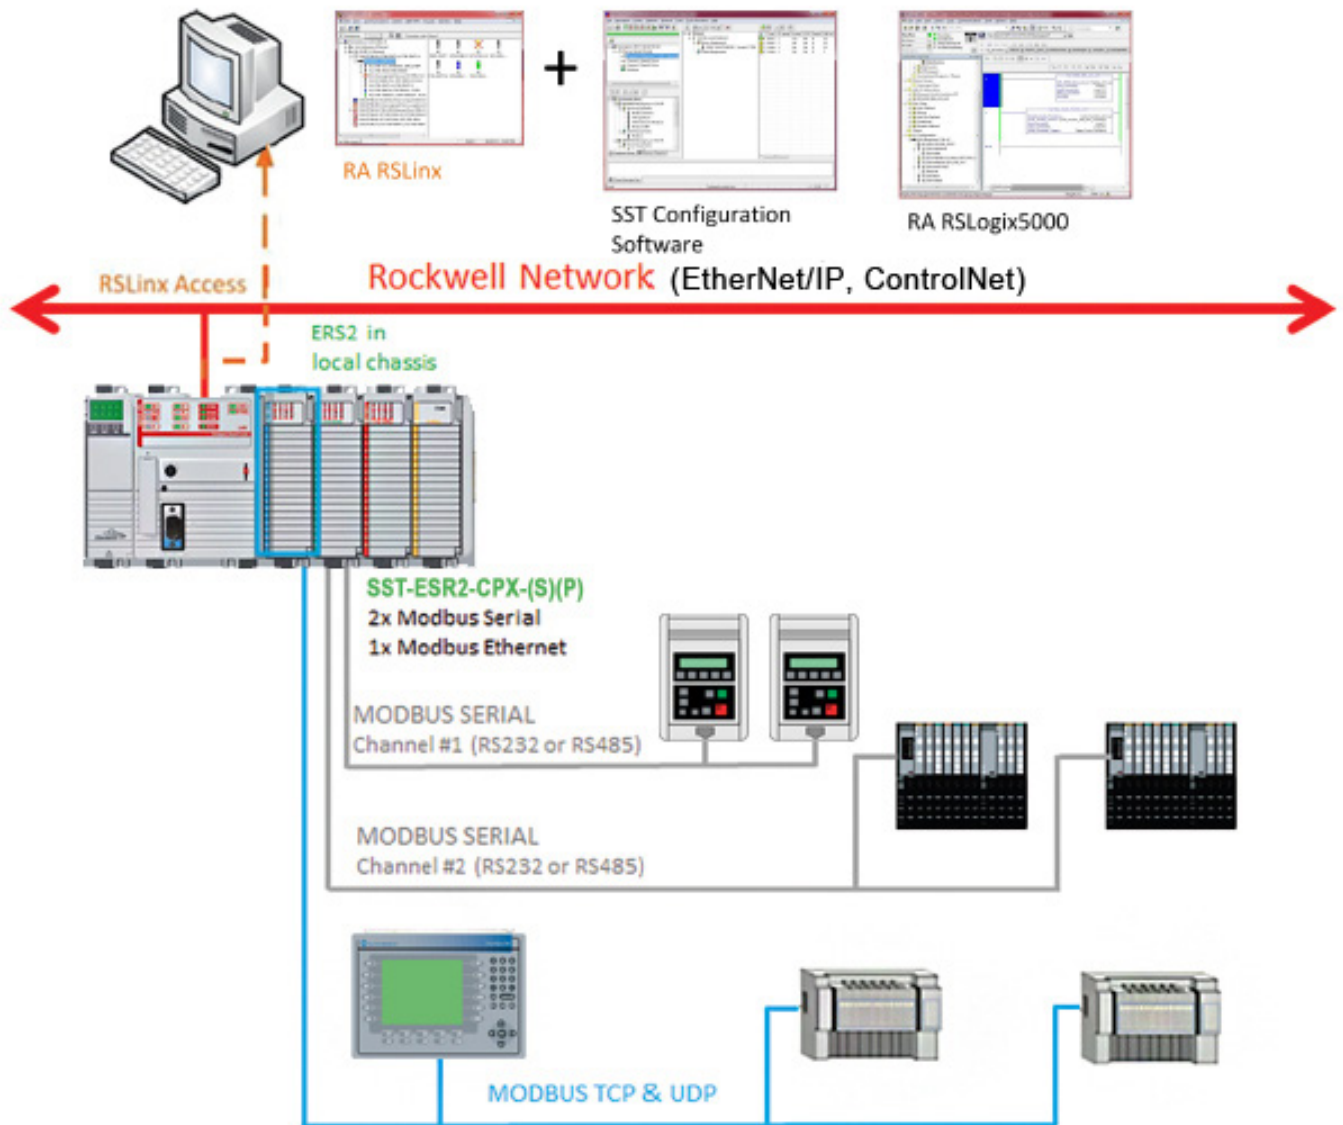 RA RSLinx
+
SST Configuration
Software
RA RSLogix5000
RSLinx Access
Rockwell Network (EtherNet/IP, ControlNet)
ERS2 in
local chassis
SST-ESR2-CPX-(S)(P)
2x Modbus Serial
1x Modbus Ethernet
MODBUS SERIAL
Channel #1 (RS232 or RS485)
MODBUS SERIAL
Channel #2 (RS232 or RS485)
MODBUS TCP & UDP